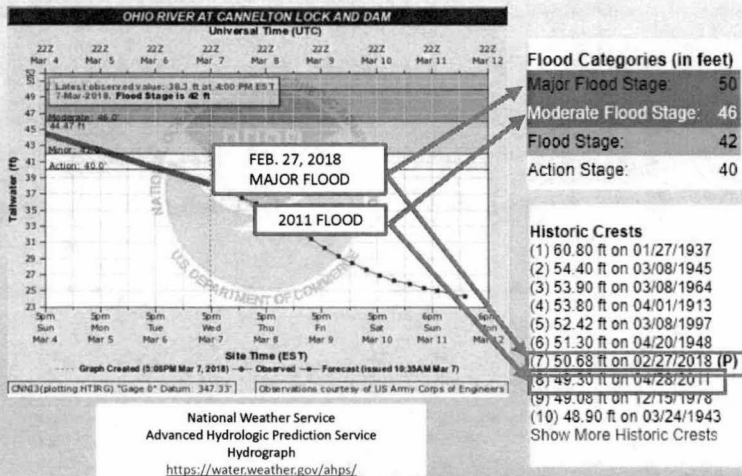 OHIO RIVER AT CANNELTON LOCK AND DAM
Universal Time (UTC)
22Z 22Z 22Z 22Z 22Z 22Z 22Z 22Z 22Z
Mar 4 Mar 5 Mar 6 Mar 7 Mar 8 Mar 9 Mar 10 Mar 11 Mar 12
Latest observed value: 38.3 ft at 4:00 PM EST
7-Mar-2018. Flood Stage is 42 ft
Moderate: 46.0'
44.47 ft
Action: 40.0'
Tailwater (ft)
49
47
45
43
41
39
37
35
33
31
29
27
25
23
U.S. DEPARTMENT OF COMMERCE
FEB. 27, 2018
MAJOR FLOOD
2011 FLOOD
5pm 5pm 5pm 5pm 5pm 5pm 5pm 6pm 6pm
Sun Mon Tue Wed Thu Fri Sat Sun Mon
Mar 4 Mar 5 Mar 6 Mar 7 Mar 8 Mar 9 Mar 10 Mar 11 Mar 12
Site Time (EST)
Graph Created (5:08PM Mar 7, 2018) Observed Forecast (issued 10:35AM Mar 7)
"Gage 0" Datum: 347.33' Observations courtesy of US Army Corps of Engineers
National Weather Service
Advanced Hydrologic Prediction Service
Hydrograph
https://water.weather.gov/ahps/
Flood Categories (in feet)
Major Flood Stage: 50
Moderate Flood Stage: 46
Flood Stage: 42
Action Stage: 40
Historic Crests
(1) 60.80 ft on 01/27/1937
(2) 54.40 ft on 03/08/1945
(3) 53.90 ft on 03/08/1964
(4) 53.80 ft on 04/01/1913
(5) 52.42 ft on 03/08/1997
(6) 51.30 ft on 04/20/1948
(7) 50.68 ft on 02/27/2018 (P)
(8) 49.30 ft on 04/28/2011
(9) 49.08 ft on 12/15/1978
(10) 48.90 ft on 03/24/1943
Show More Historic Crests